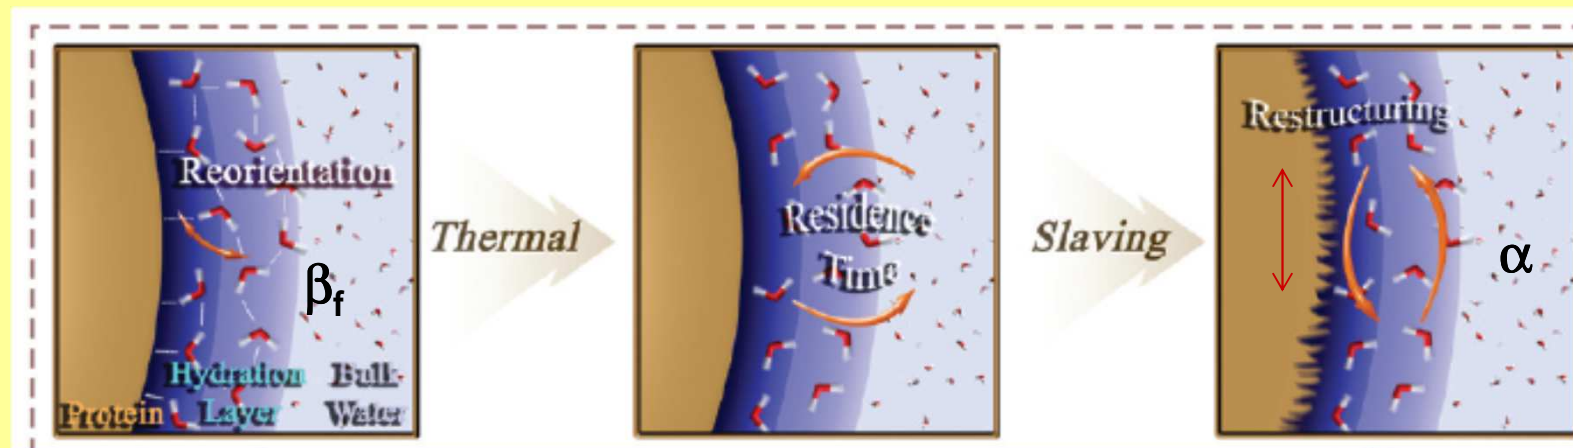 Reorientation
βf
Hydration
Layer
Bulk
Water
Protein
Thermal
Residence
Time
Slaving
Restructuring
α